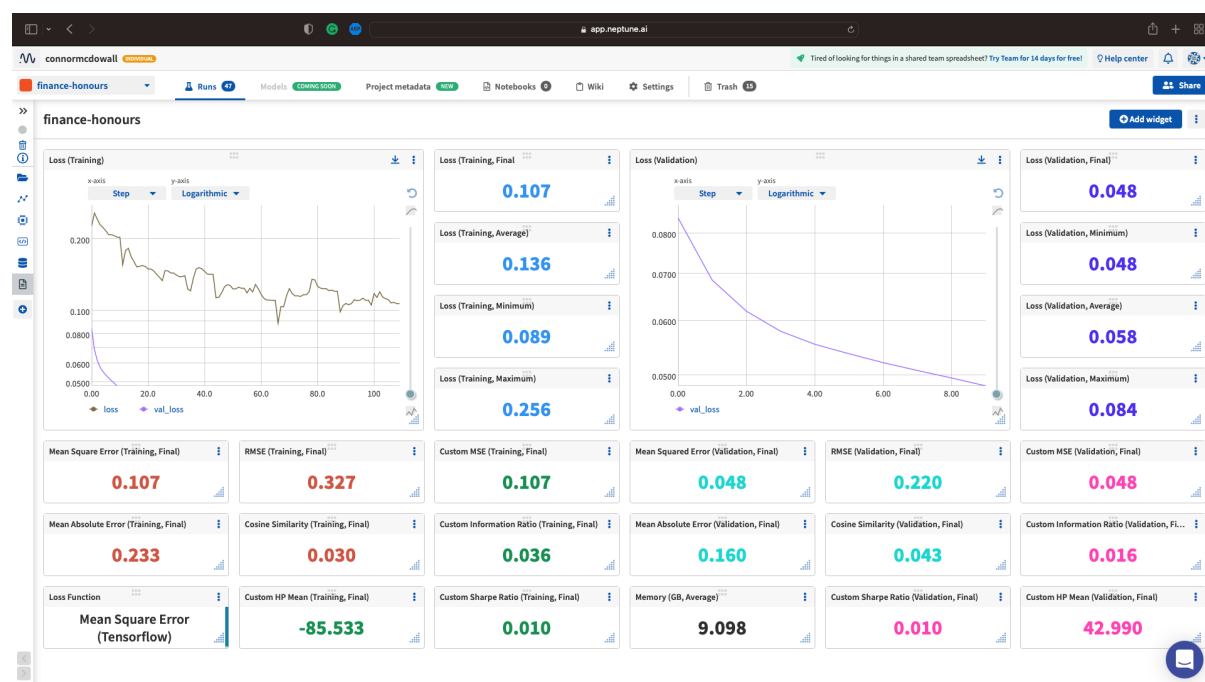 app.neptune.ai
connormcdowall INDIVIDUAL
Tired of looking for things in a shared team spreadsheet? Try Team for 14 days for free!
Help center
finance-honours
Runs 47
Models COMING SOON
Project metadata NEW
Notebooks 0
Wiki
Settings
Trash 15
Share
finance-honours
Add widget
Loss (Training)
x-axis
y-axis
Step
Logarithmic
0.200
0.100
0.0800
0.0600
0.0500
0.00 20.0 40.0 60.0 80.0 100
loss val_loss
Loss (Training, Final
0.107
Loss (Training, Average)
0.136
Loss (Training, Minimum)
0.089
Loss (Training, Maximum)
0.256
Loss (Validation)
x-axis
y-axis
Step
Logarithmic
0.0800
0.0700
0.0600
0.0500
0.00 2.00 4.00 6.00 8.00
val_loss
Loss (Validation, Final)
0.048
Loss (Validation, Minimum)
0.048
Loss (Validation, Average)
0.058
Loss (Validation, Maximum)
0.084
Mean Square Error (Training, Final)
0.107
RMSE (Training, Final)
0.327
Custom MSE (Training, Final)
0.107
Mean Squared Error (Validation, Final)
0.048
RMSE (Validation, Final)
0.220
Custom MSE (Validation, Final)
0.048
Mean Absolute Error (Training, Final)
0.233
Cosine Similarity (Training, Final)
0.030
Custom Information Ratio (Training, Final)
0.036
Mean Absolute Error (Validation, Final)
0.160
Cosine Similarity (Validation, Final)
0.043
Custom Information Ratio (Validation, Fi...
0.016
Loss Function
Mean Square Error
(Tensorflow)
Custom HP Mean (Training, Final)
-85.533
Custom Sharpe Ratio (Training, Final)
0.010
Memory (GB, Average)
9.098
Custom Sharpe Ratio (Validation, Final)
0.010
Custom HP Mean (Validation, Final)
42.990